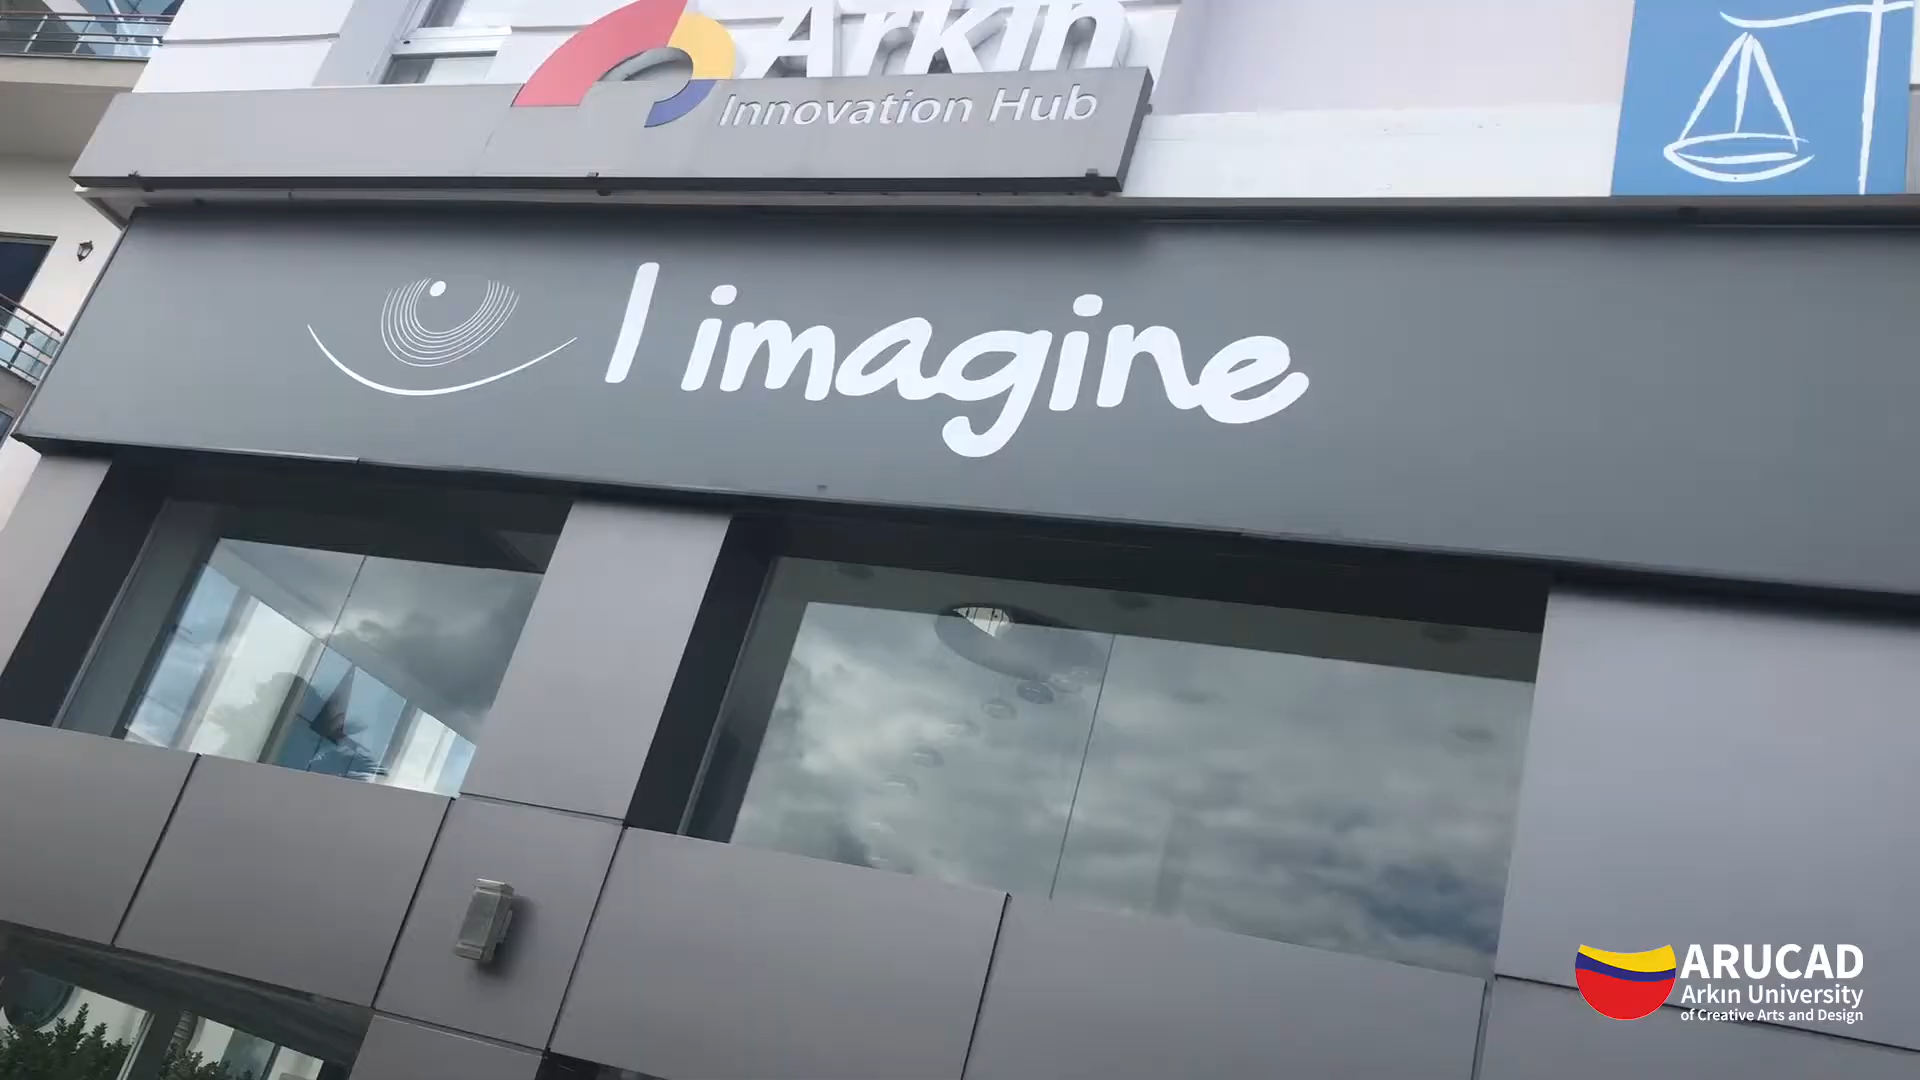 Arkın
Innovation Hub
I imagine
ARUCAD
Arkın University
of Creative Arts and Design